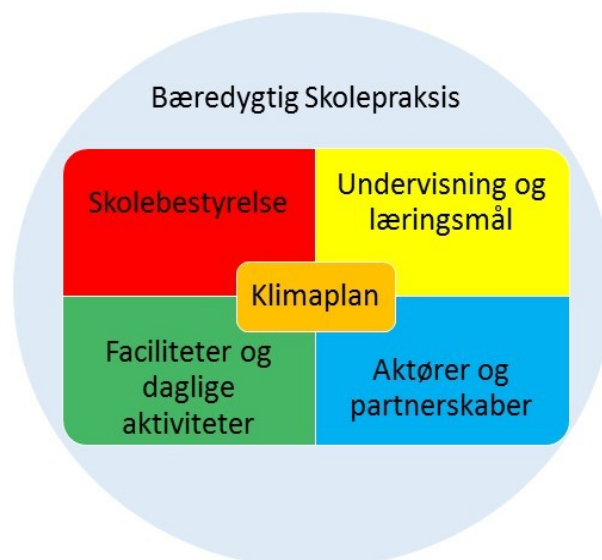 Bæredygtig Skolepraksis
Skolebestyrelse
Undervisning og
læringsmål
Klimaplan
Faciliteter og
daglige
aktiviteter
Aktører og
partnerskaber